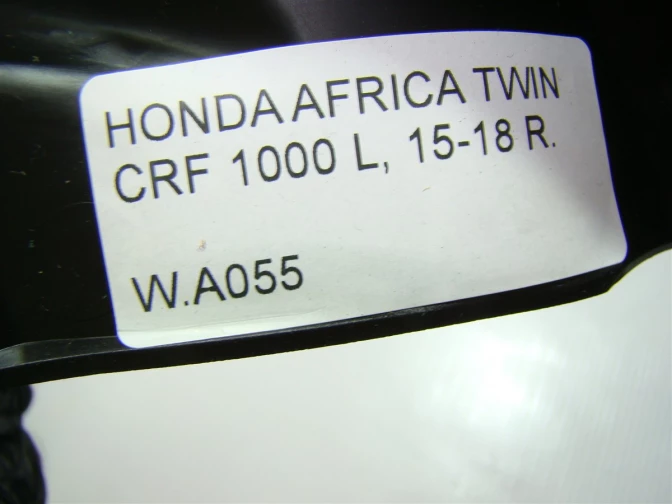 HONDA AFRICA TWIN
CRF 1000 L, 15-18 R.
W.A055